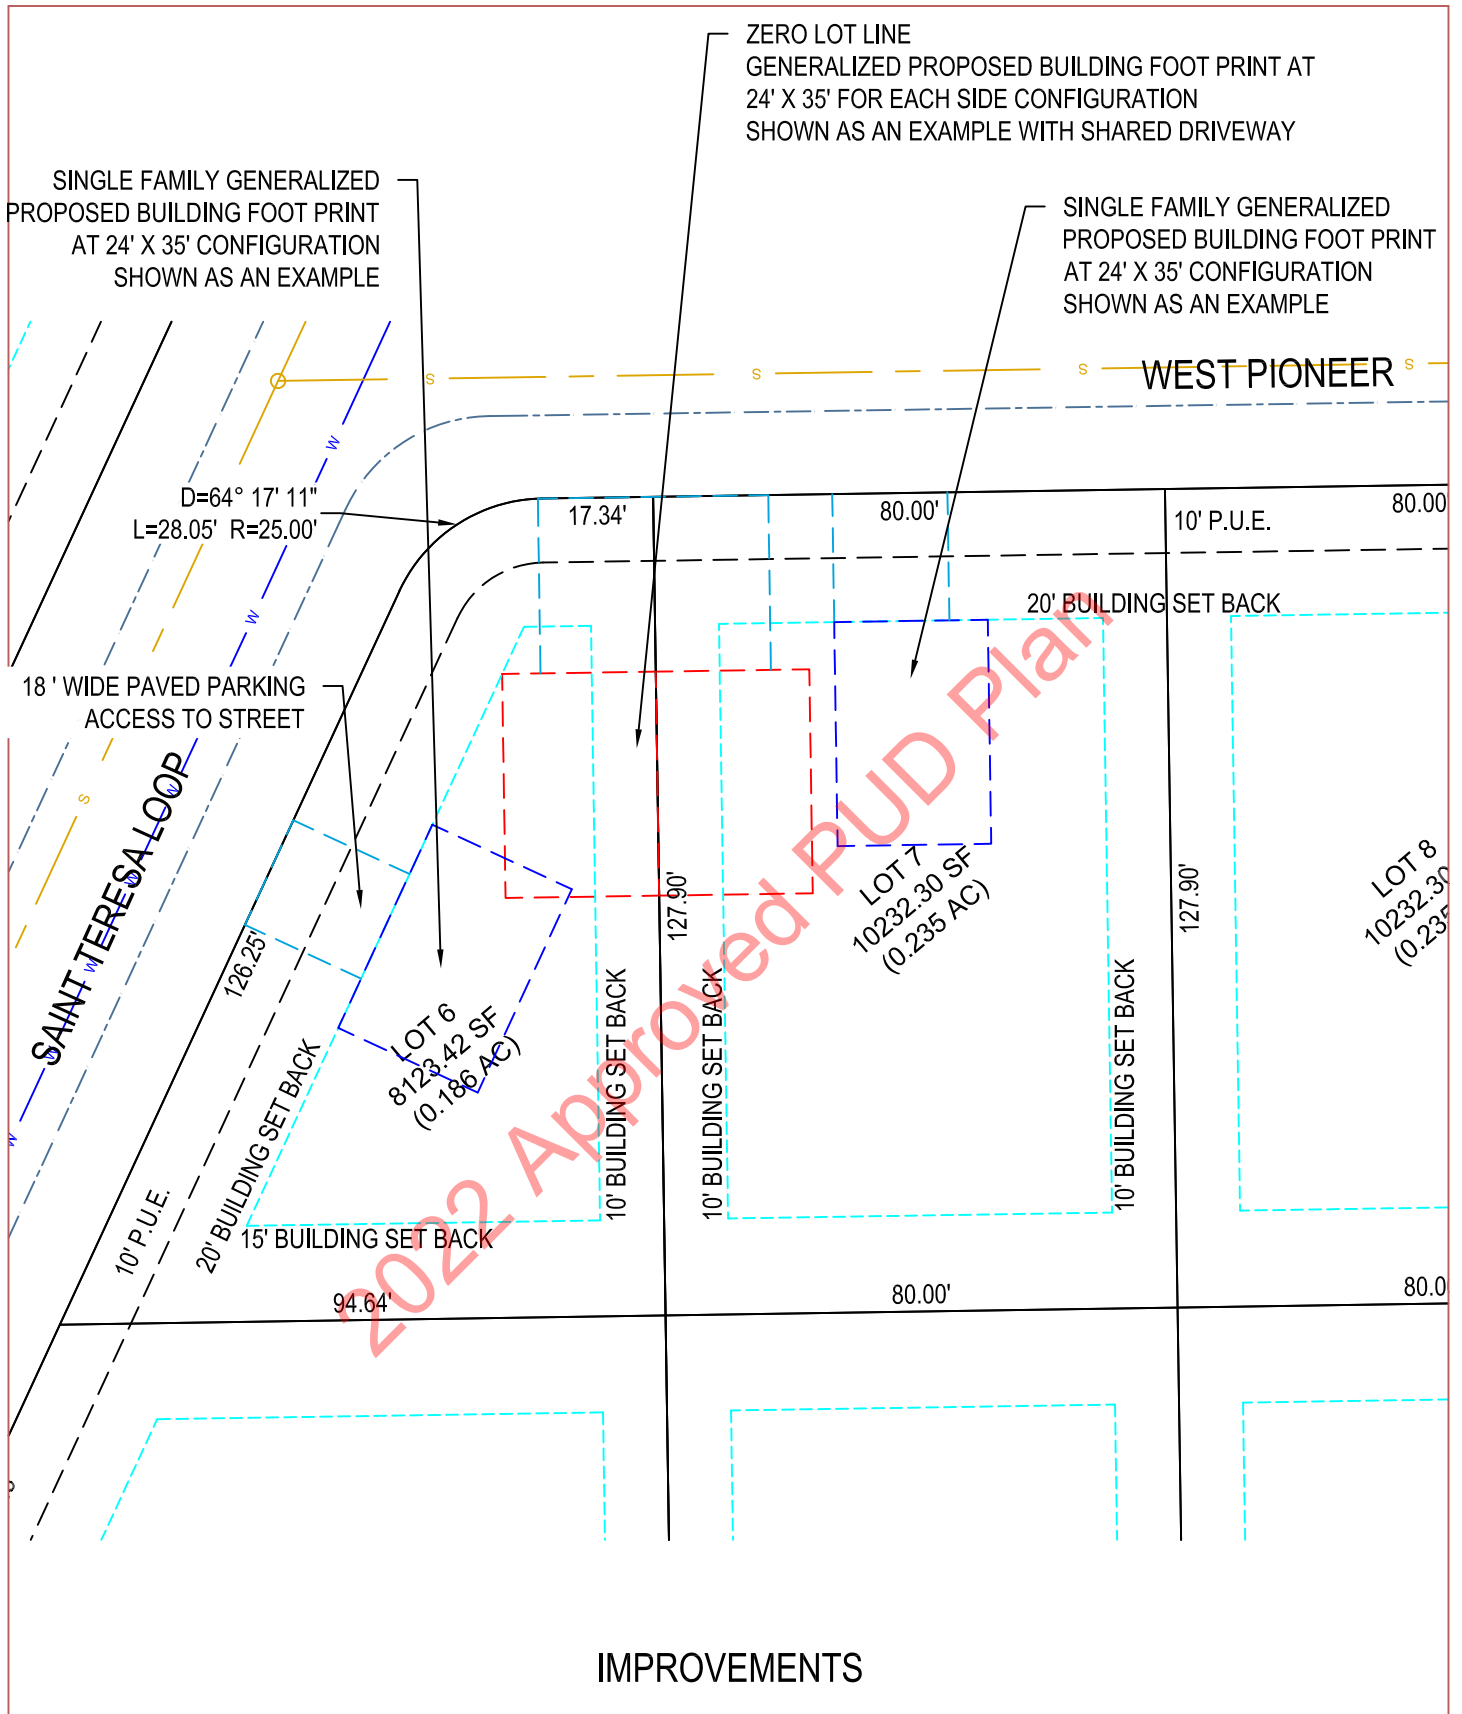 ZERO LOT LINE
GENERALIZED PROPOSED BUILDING FOOT PRINT AT
24' X 35' FOR EACH SIDE CONFIGURATION
SHOWN AS AN EXAMPLE WITH SHARED DRIVEWAY
SINGLE FAMILY GENERALIZED
PROPOSED BUILDING FOOT PRINT
AT 24' X 35' CONFIGURATION
SHOWN AS AN EXAMPLE
SINGLE FAMILY GENERALIZED
PROPOSED BUILDING FOOT PRINT
AT 24' X 35' CONFIGURATION
SHOWN AS AN EXAMPLE
S
S
S
WEST PIONEER
S
W
D=64° 17' 11"
L=28.05' R=25.00'
S
W
17.34'
80.00'
10' P.U.E.
80.00
W
20' BUILDING SET BACK
18 ' WIDE PAVED PARKING
ACCESS TO STREET
S
W
W
W
W
W
W
SAINT TERESA LOOP
126.25'
127.90'
LOT 7
10232.30 SF
(0.235 AC)
127.90'
LOT 8
10232.30
(0.235
LOT 6
8123.42 SF
(0.186 AC)
10' BUILDING SET BACK
10' BUILDING SET BACK
10' BUILDING SET BACK
10' P.U.E.
20' BUILDING SET BACK
15' BUILDING SET BACK
94.64'
80.00'
80.0
2022 Approved PUD Plan
IMPROVEMENTS